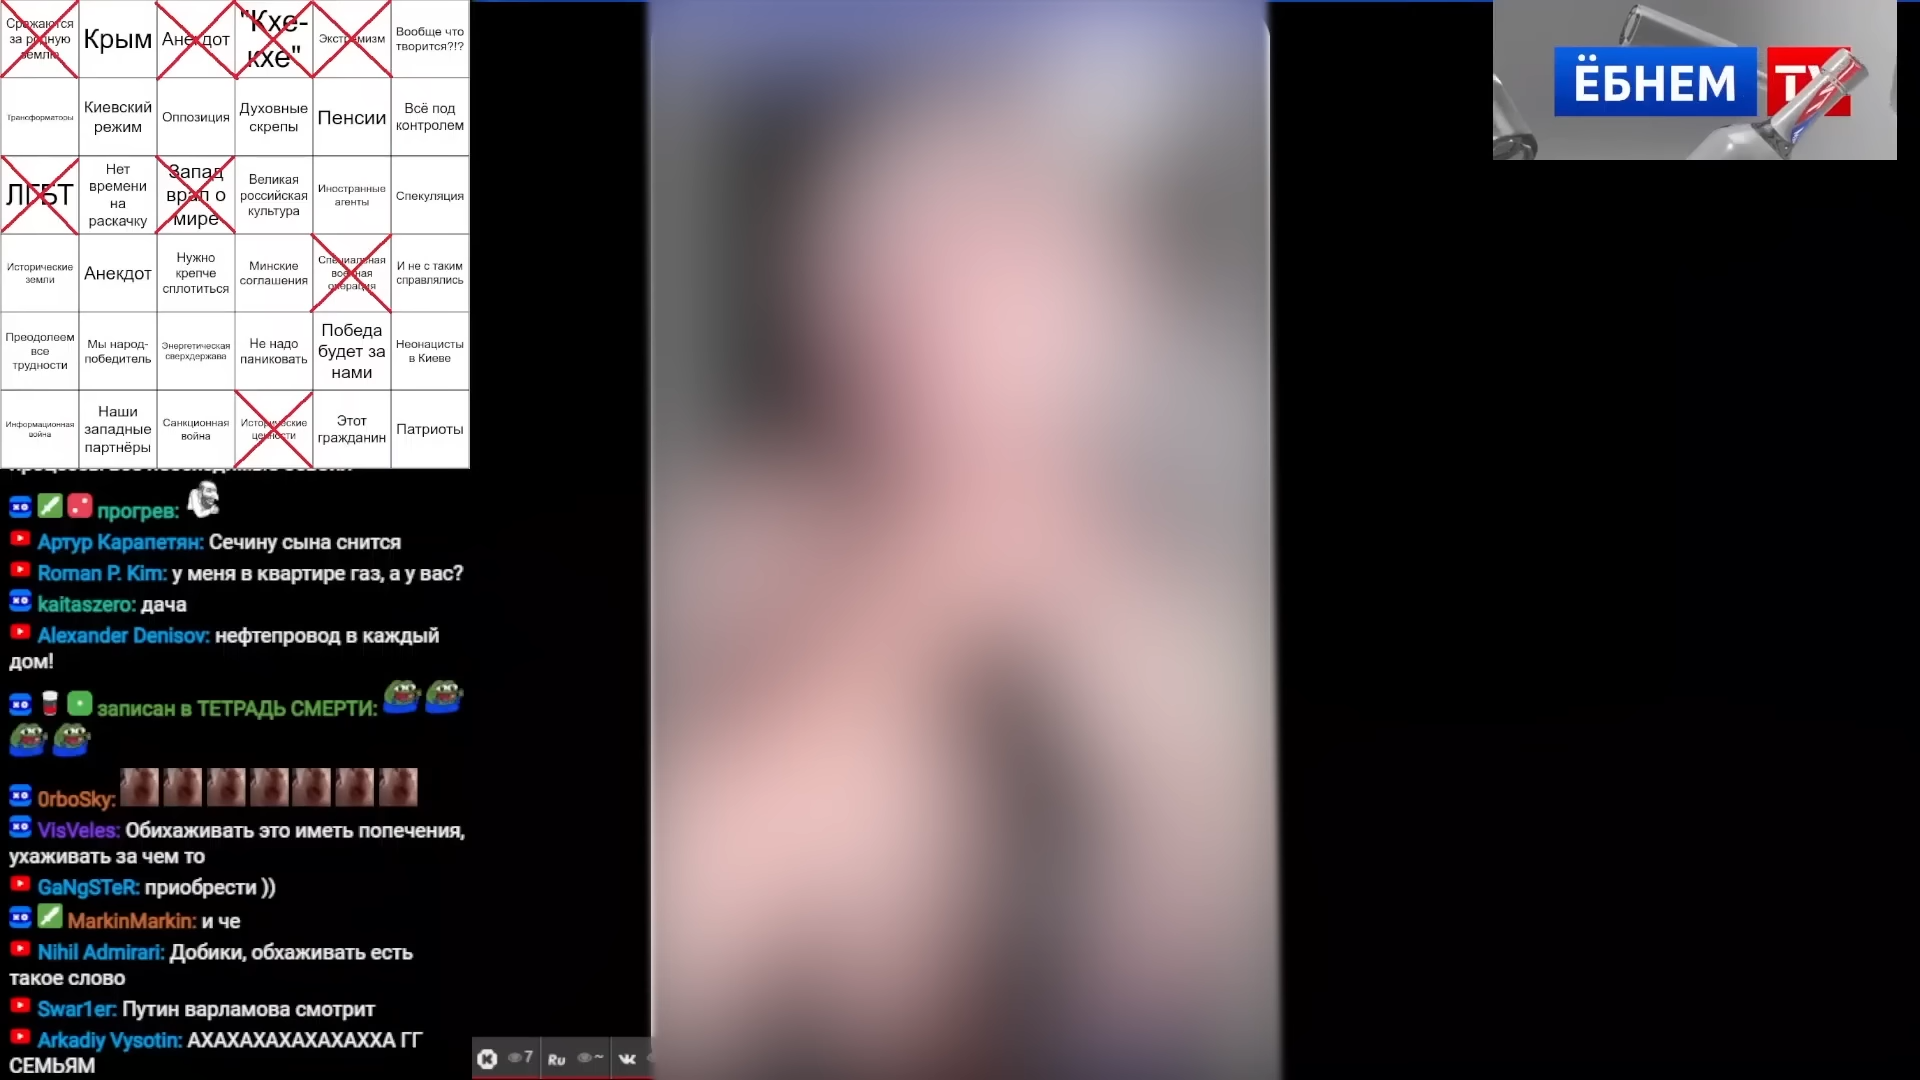 Сражаются
за родную
землю
Крым
Анекдот
"Кхе-
кхе"
Экстремизм
Вообще что
творится?!?
Трансформаторы
Киевский
режим
Оппозиция
Духовные
скрепы
Пенсии
Всё под
контролем
ЛГБТ
Нет
времени
на
раскачку
Запад
врал о
мире
Великая
российская
культура
Иностранные
агенты
Спекуляция
Исторические
земли
Анекдот
Нужно
крепче
сплотиться
Минские
соглашения
Специальная
военная
операция
И не с таким
справлялись
Преодолеем
все
трудности
Мы народ-
победитель
Энергетическая
сверхдержава
Не надо
паниковать
Победа
будет за
нами
Неонацисты
в Киеве
Информационная
война
Наши
западные
партнёры
Санкционная
война
Исторические
ценности
Этот
гражданин
Патриоты
ЁБНЕМ TV
прогрев:
Артур Карапетян: Сечину сына снится
Roman P. Kim: у меня в квартире газ, а у вас?
kaitaszero: дача
Alexander Denisov: нефтепровод в каждый
дом!
записан в ТЕТРАДЬ СМЕРТИ:
0rboSky:
VisVeles: Обихаживать это иметь попечения,
ухаживать за чем то
GaNgSTeR: приобрести ))
MarkinMarkin: и че
Nihil Admirari: Добики, обхаживать есть
такое слово
Swar1er: Путин варламова смотрит
Arkadiy Vysotin: АХАХАХАХАХАХАХХА ГГ
СЕМЬЯМ
7 Ru ~